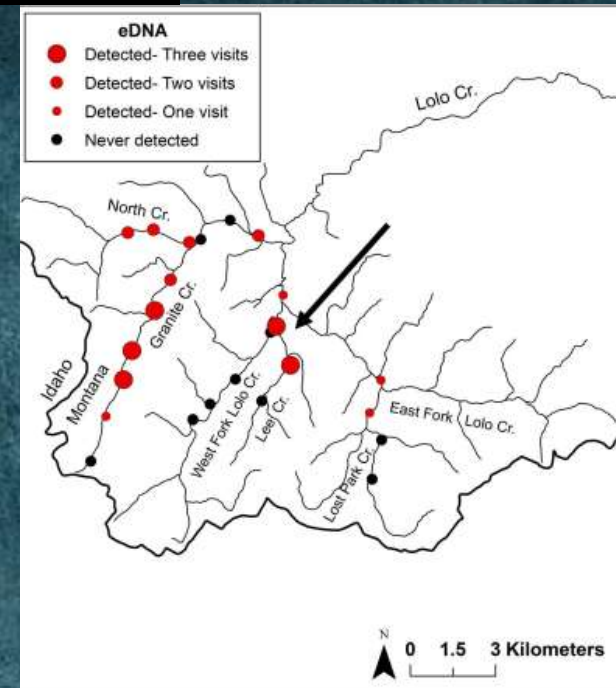 eDNA
Detected- Three visits
Detected- Two visits
Detected- One visit
Never detected
Lolo Cr.
North Cr.
Granite Cr.
Idaho
Montana
West Fork Lolo Cr.
Lee Cr.
East Fork Lolo Cr.
Lost Park Cr.
N
0 1.5 3 Kilometers